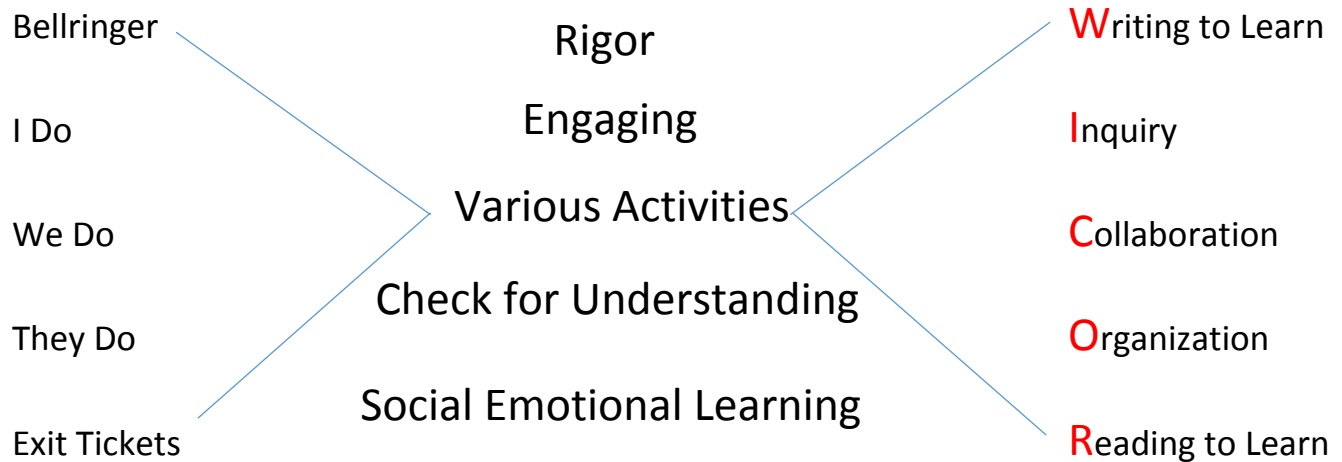 Bellringer
I Do
We Do
They Do
Exit Tickets
Rigor
Engaging
Various Activities
Check for Understanding
Social Emotional Learning
Writing to Learn
Inquiry
Collaboration
Organization
Reading to Learn